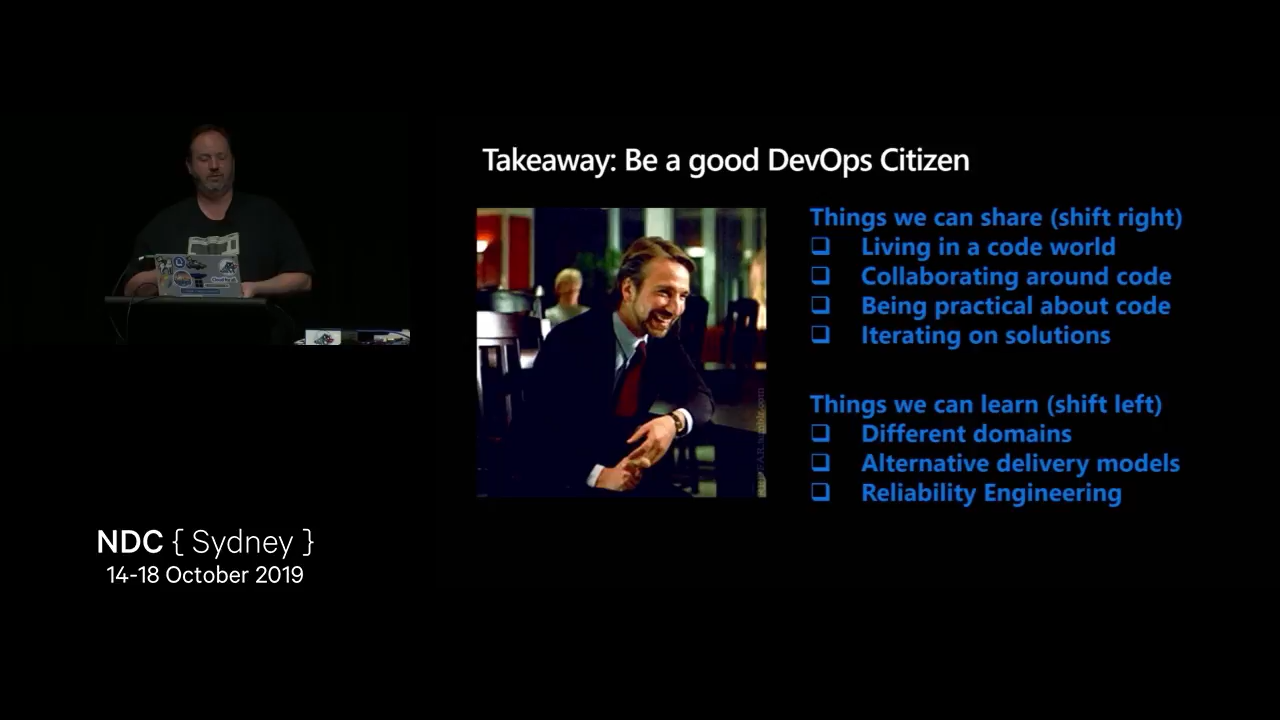 Takeaway: Be a good DevOps Citizen
Things we can share (shift right)
❑ Living in a code world
❑ Collaborating around code
❑ Being practical about code
❑ Iterating on solutions
Things we can learn (shift left)
❑ Different domains
❑ Alternative delivery models
❑ Reliability Engineering
NDC { Sydney }
14-18 October 2019